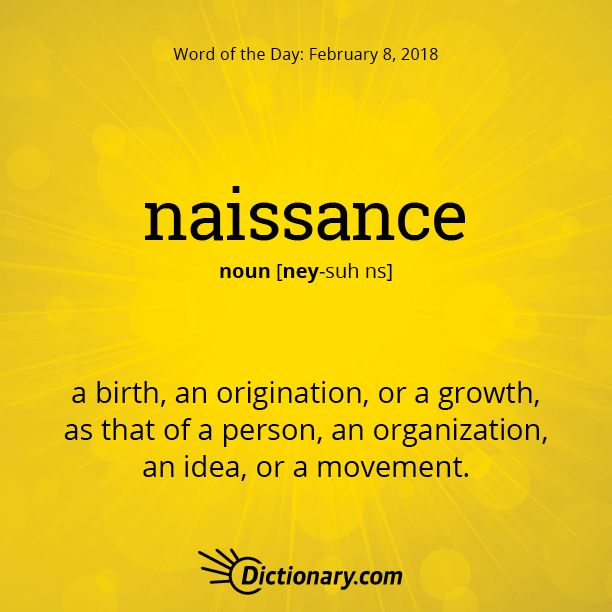 Word of the Day: February 8, 2018
naissance
noun [ney-suh ns]
a birth, an origination, or a growth,
as that of a person, an organization,
an idea, or a movement.
Dictionary.com